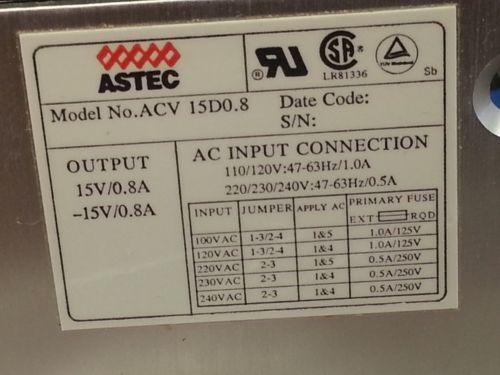 ASTEC
LR81336
Sb
Model No.ACV 15D0.8 Date Code:
S/N:
OUTPUT
15V/0.8A
-15V/0.8A
AC INPUT CONNECTION
110/120V:47-63Hz/1.0A
220/230/240V:47-63Hz/0.5A
INPUT JUMPER APPLY AC PRIMARY FUSE
EXT: RQD
100VAC 1-3/2-4 1&5 1.0A/125V
120VAC 1-3/2-4 1&4 1.0A/125V
220VAC 2-3 1&5 0.5A/250V
230VAC 2-3 1&4 0.5A/250V
240VAC 2-3 1&4 0.5A/250V